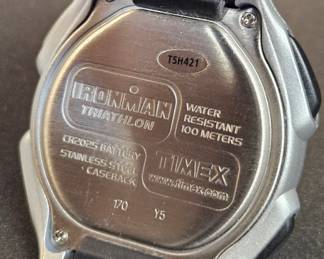 T5H421
IRONMAN
TRIATHLON
WATER
RESISTANT
100 METERS
CR2025 BATTERY
STAINLESS STEEL
CASEBACK
TIMEX
www.timex.com
170 Y5